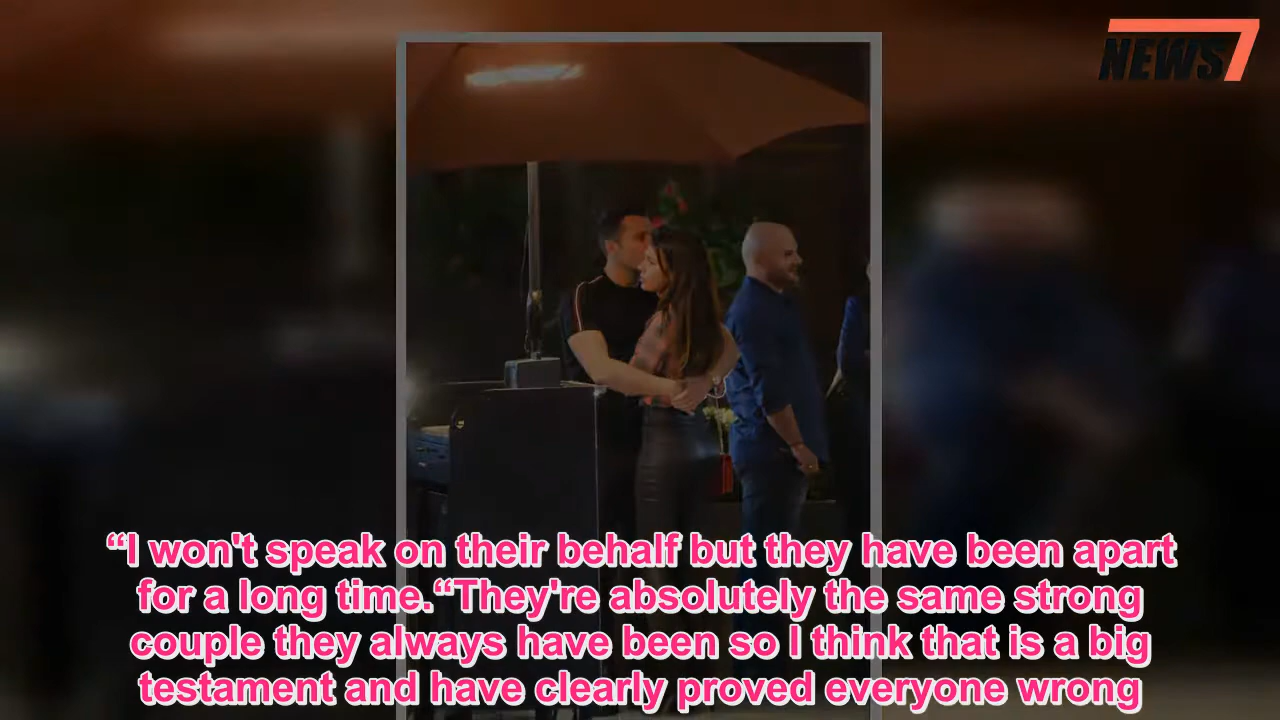 NEWS7
“I won't speak on their behalf but they have been apart
for a long time.“They're absolutely the same strong
couple they always have been so I think that is a big
testament and have clearly proved everyone wrong